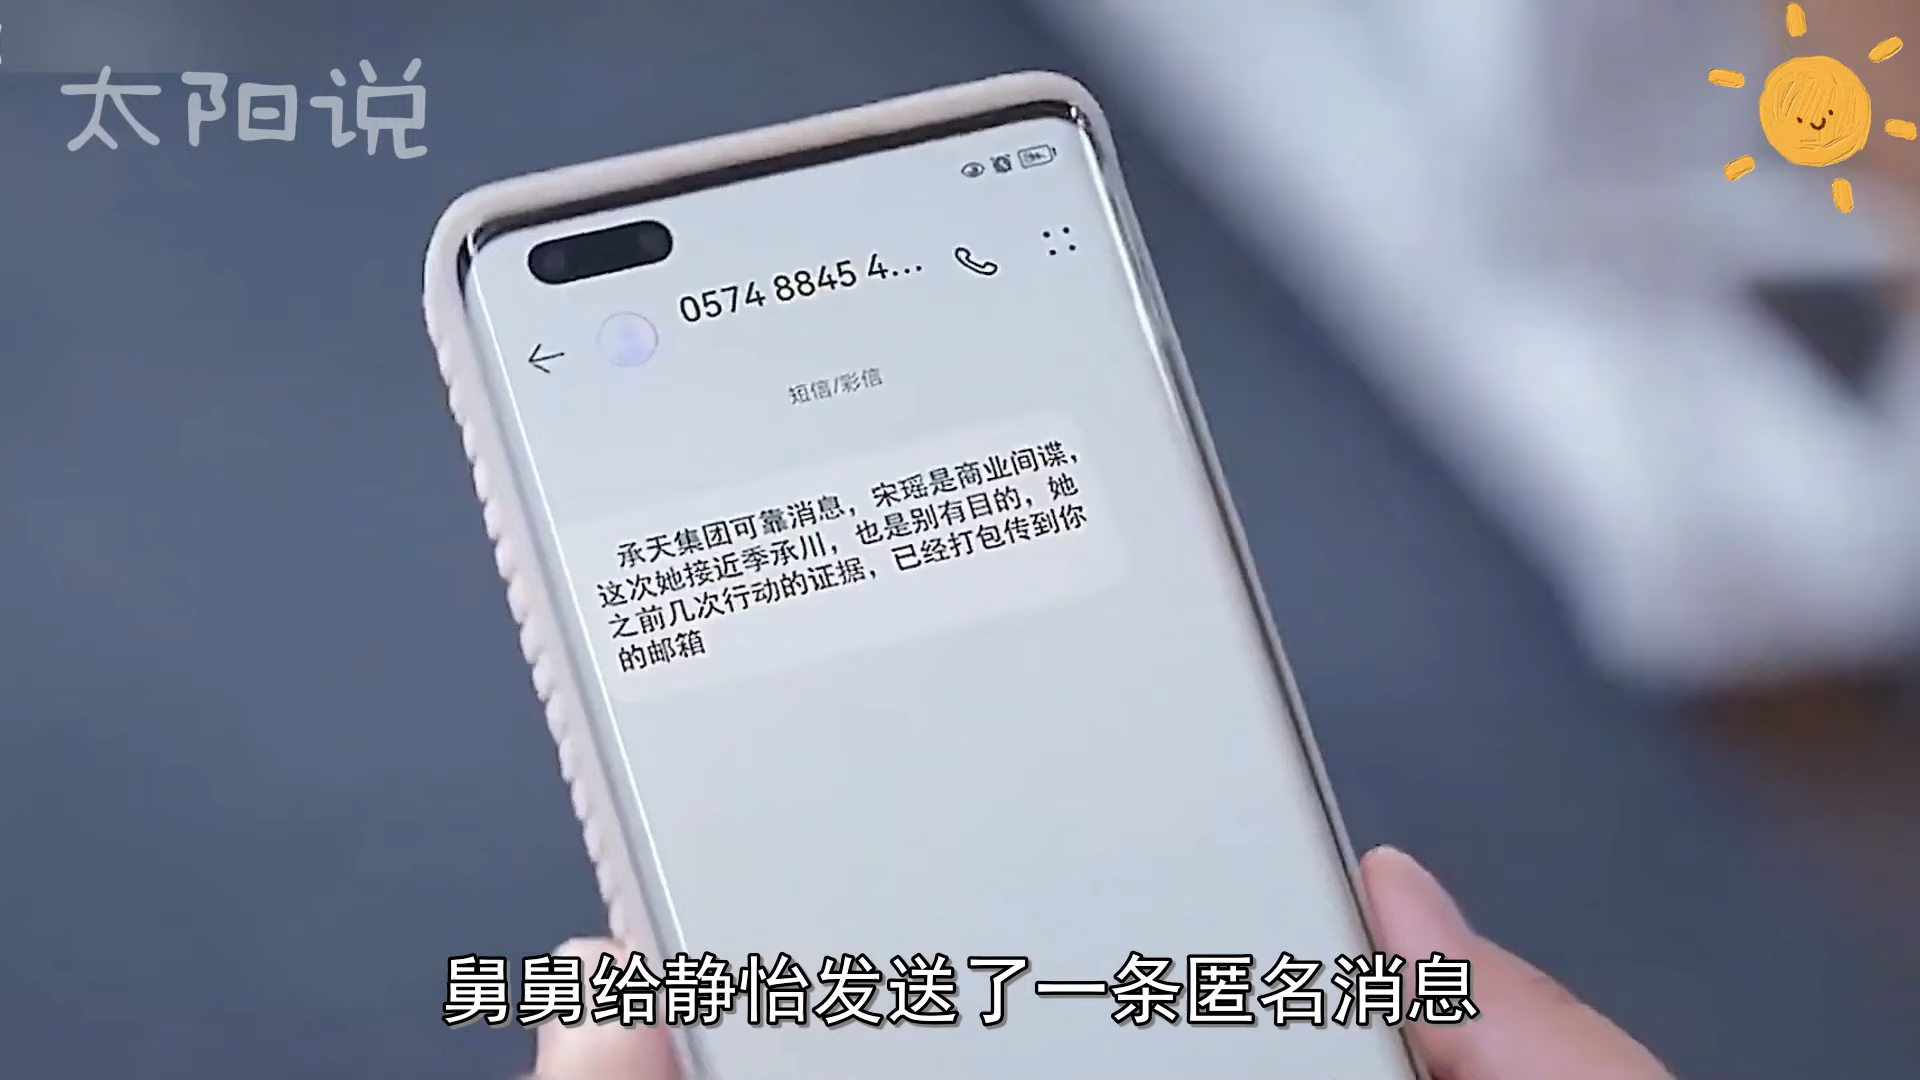 太阳说
0574 8845 4...
短信/彩信
承天集团可靠消息，宋瑶是商业间谍，
这次她接近季承川，也是别有目的，她
之前几次行动的证据，已经打包传到你
的邮箱
舅舅给静怡发送了一条匿名消息